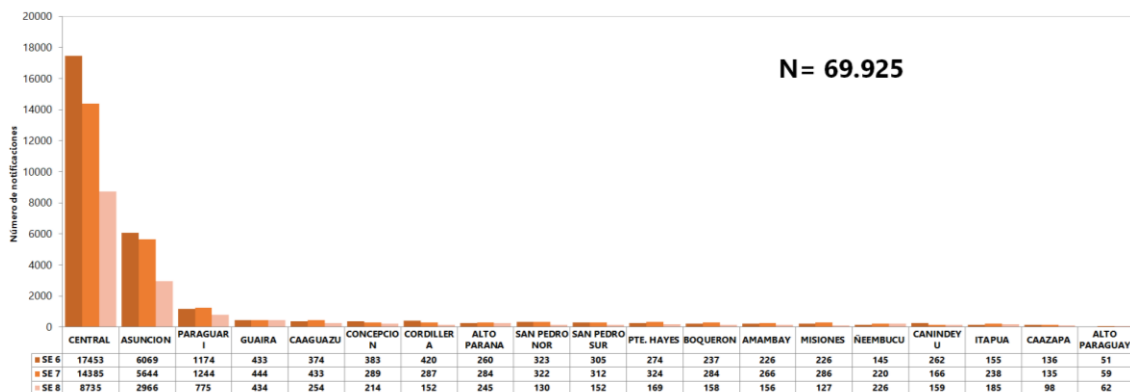 20000
18000
16000
14000
12000
10000
8000
6000
4000
2000
0
Número de notificaciones
N= 69.925
CENTRAL ASUNCION PARAGUARI GUAIRA CAAGUAZU CONCEPCION CORDILLERA ALTO PARANA SAN PEDRO NOR SAN PEDRO SUR PTE. HAYES BOQUERON AMAMBAY MISIONES ÑEEMBUCU CANINDEYU ITAPUA CAAZAPA ALTO PARAGUAY
SE 6 17453 6069 1174 433 374 383 420 260 323 305 274 237 226 226 145 262 155 136 51
SE 7 14385 5644 1244 444 433 289 287 284 322 312 324 284 266 286 220 166 238 135 59
SE 8 8735 2966 775 434 254 214 152 245 130 152 169 158 156 127 226 159 185 98 62